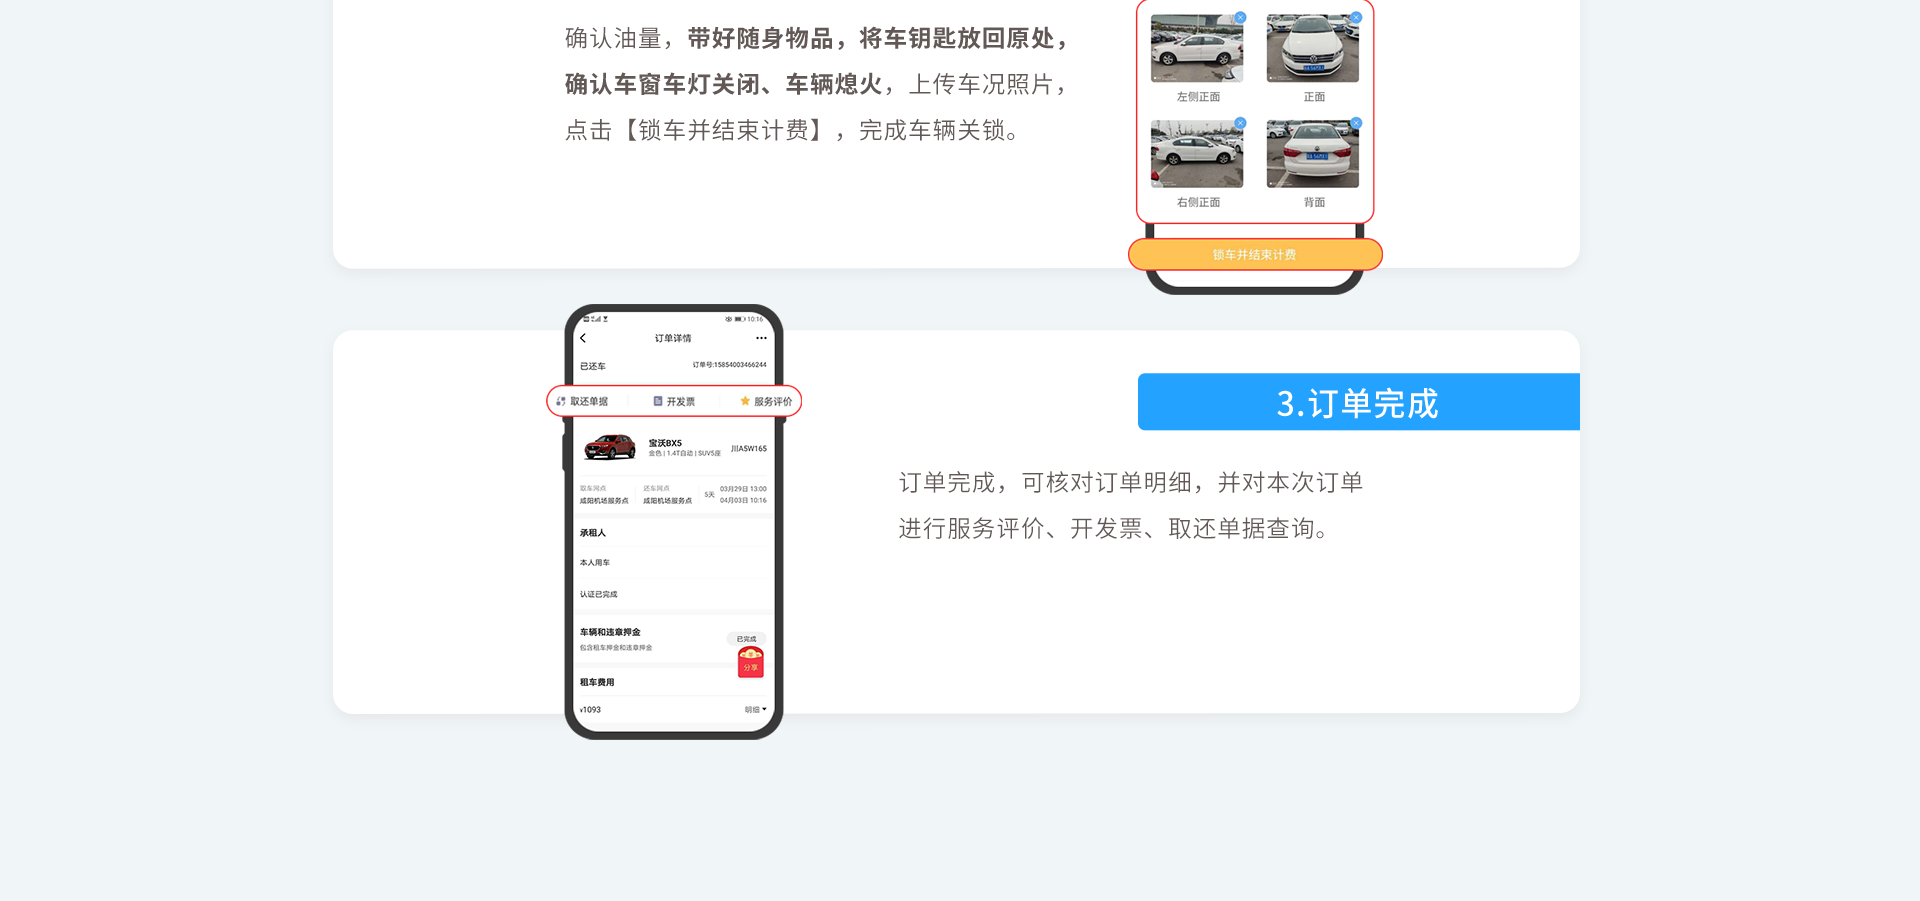 确认油量，带好随身物品，将车钥匙放回原处，
确认车窗车灯关闭、车辆熄火，上传车况照片，
点击【锁车并结束计费】，完成车辆关锁。
左侧正面
正面
右侧正面
背面
锁车并结束计费
10:16
订单详情
已还车
订单号:15854003466244
取还单据
开发票
服务评价
宝沃BX5
金色 | 1.4T自动 | SUV5座
川A5W165
取车网点
咸阳机场服务点
还车网点
咸阳机场服务点
5天
03月29日 13:00
04月03日 10:16
承租人
本人用车
认证已完成
车辆和违章押金
包含租车押金和违章押金
已完成
分享
租车费用
¥1093
明细
3.订单完成
订单完成，可核对订单明细，并对本次订单
进行服务评价、开发票、取还单据查询。